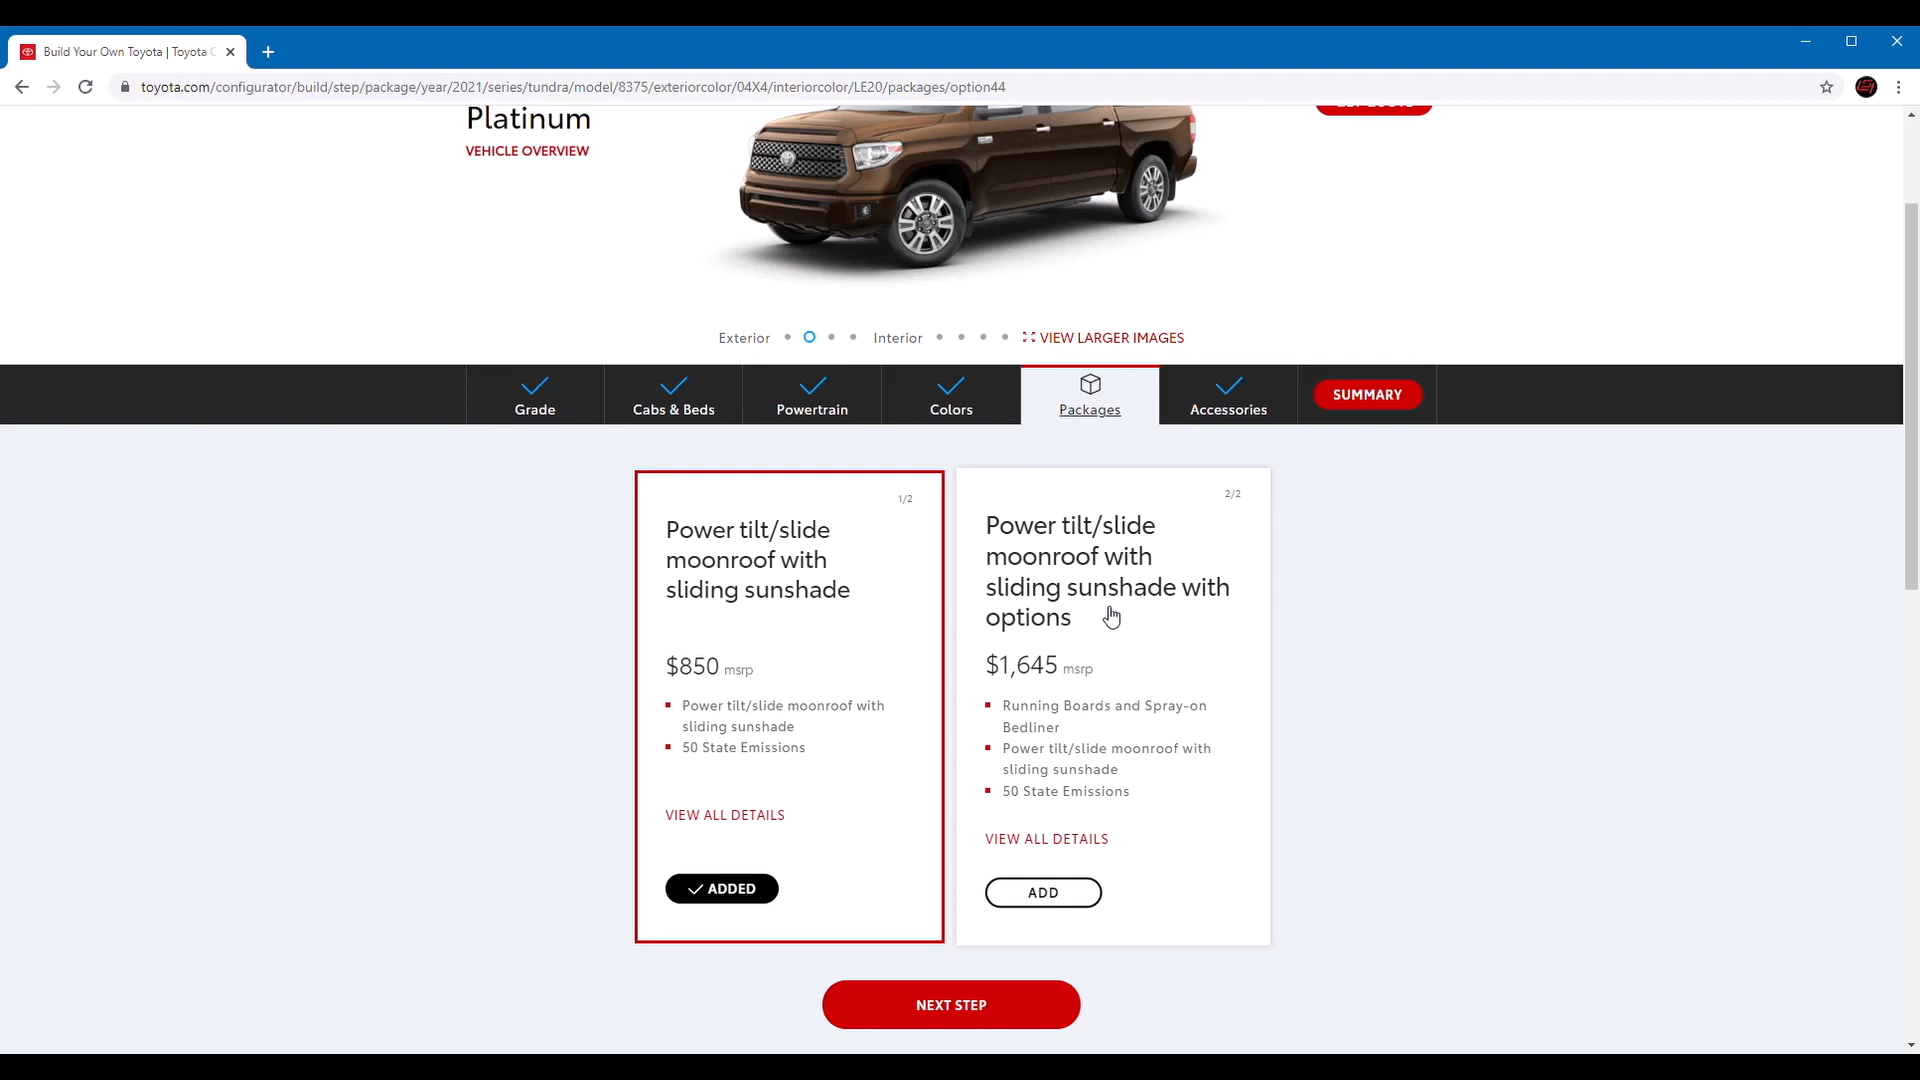 Build Your Own Toyota | Toyota
toyota.com/configurator/build/step/package/year/2021/series/tundra/model/8375/exteriorcolor/04X4/interiorcolor/LE20/packages/option44
Platinum
VEHICLE OVERVIEW
Exterior
Interior
VIEW LARGER IMAGES
Grade
Cabs & Beds
Powertrain
Colors
Packages
Accessories
SUMMARY
1/2
Power tilt/slide
moonroof with
sliding sunshade
$850 msrp
Power tilt/slide moonroof with
sliding sunshade
50 State Emissions
VIEW ALL DETAILS
ADDED
2/2
Power tilt/slide
moonroof with
sliding sunshade with
options
$1,645 msrp
Running Boards and Spray-on
Bedliner
Power tilt/slide moonroof with
sliding sunshade
50 State Emissions
VIEW ALL DETAILS
ADD
NEXT STEP